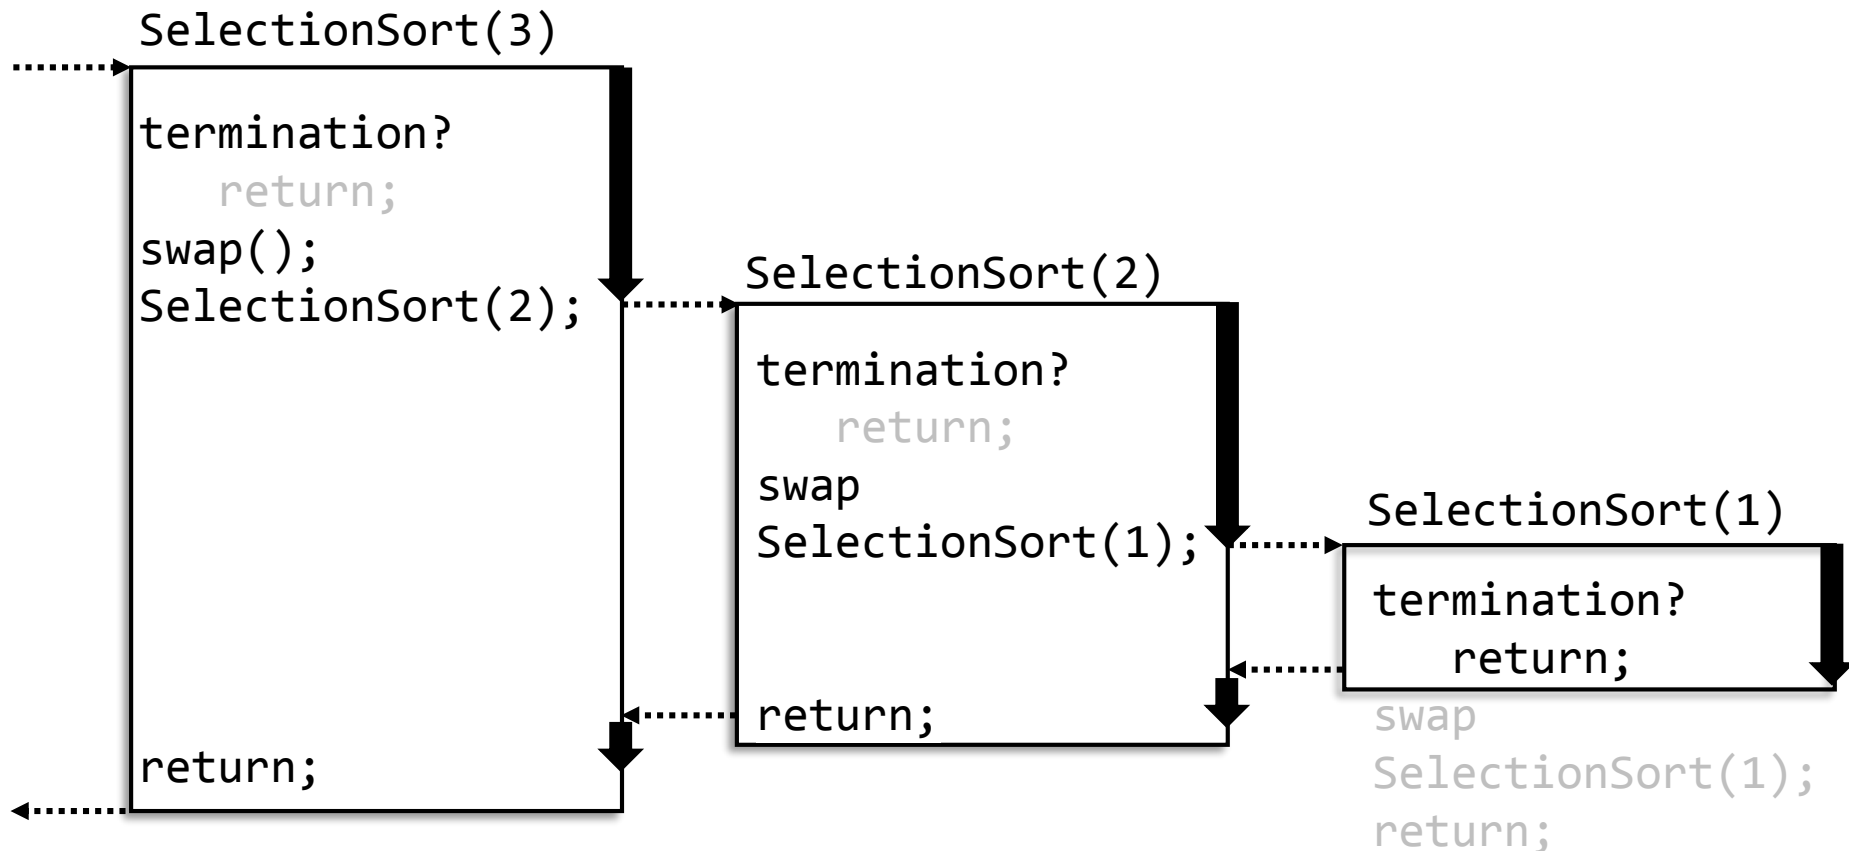 SelectionSort(3)
termination?
return;
swap();
SelectionSort(2);
return;
SelectionSort(2)
termination?
return;
swap
SelectionSort(1);
return;
SelectionSort(1)
termination?
return;
swap
SelectionSort(1);
return;